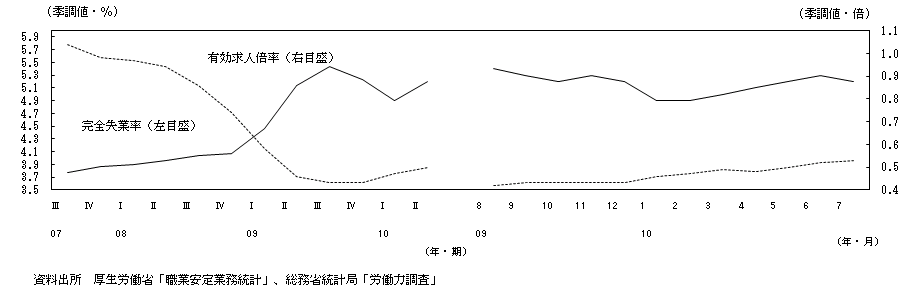 （季調値・％）
（季調値・倍）
5.9
5.7
5.5
5.3
5.1
4.9
4.7
4.5
4.3
4.1
3.9
3.7
3.5
有効求人倍率（右目盛）
完全失業率（左目盛）
1.1
1.0
0.9
0.8
0.7
0.6
0.5
0.4
Ⅲ Ⅳ Ⅰ Ⅱ Ⅲ Ⅳ Ⅰ Ⅱ Ⅲ Ⅳ Ⅰ Ⅱ 8 9 10 11 12 1 2 3 4 5 6 7
07 08 09 10 09 10
（年・期）
（年・月）
資料出所　厚生労働省「職業安定業務統計」、総務省統計局「労働力調査」